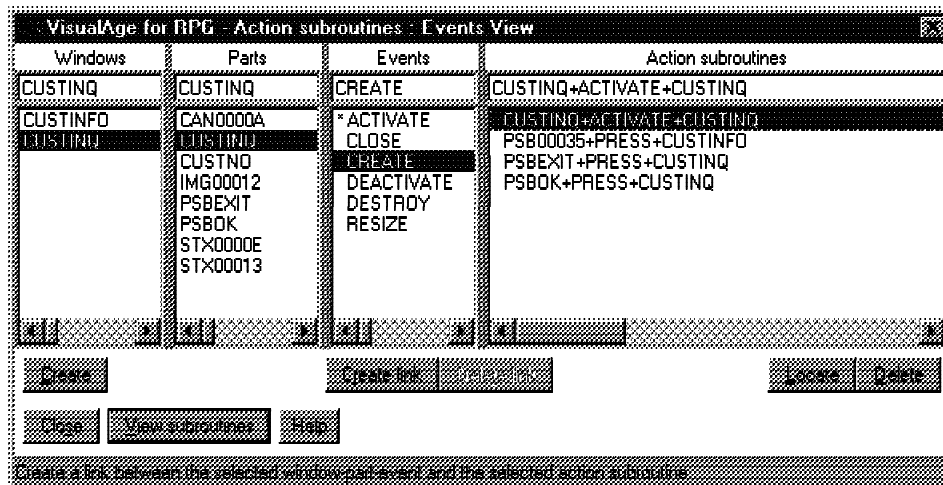 VisualAge for RPG - Action subroutines : Events View
Windows Parts Events Action subroutines
CUSTINQ CUSTINQ CREATE CUSTINQ+ACTIVATE+CUSTINQ
CUSTINFO CAN0000A *ACTIVATE CUSTINQ+ACTIVATE+CUSTINQ
CUSTINQ CUSTINQ CLOSE PSB00035+PRESS+CUSTINFO
CUSTNO CREATE PSBEXIT+PRESS+CUSTINQ
IMG00012 DEACTIVATE PSBOK+PRESS+CUSTINQ
PSBEXIT DESTROY
PSBOK RESIZE
STX0000E
STX00013
Create Create link Delete link Locate Delete
Close View subroutines Help
Create a link between the selected window-part-event and the selected action subroutine